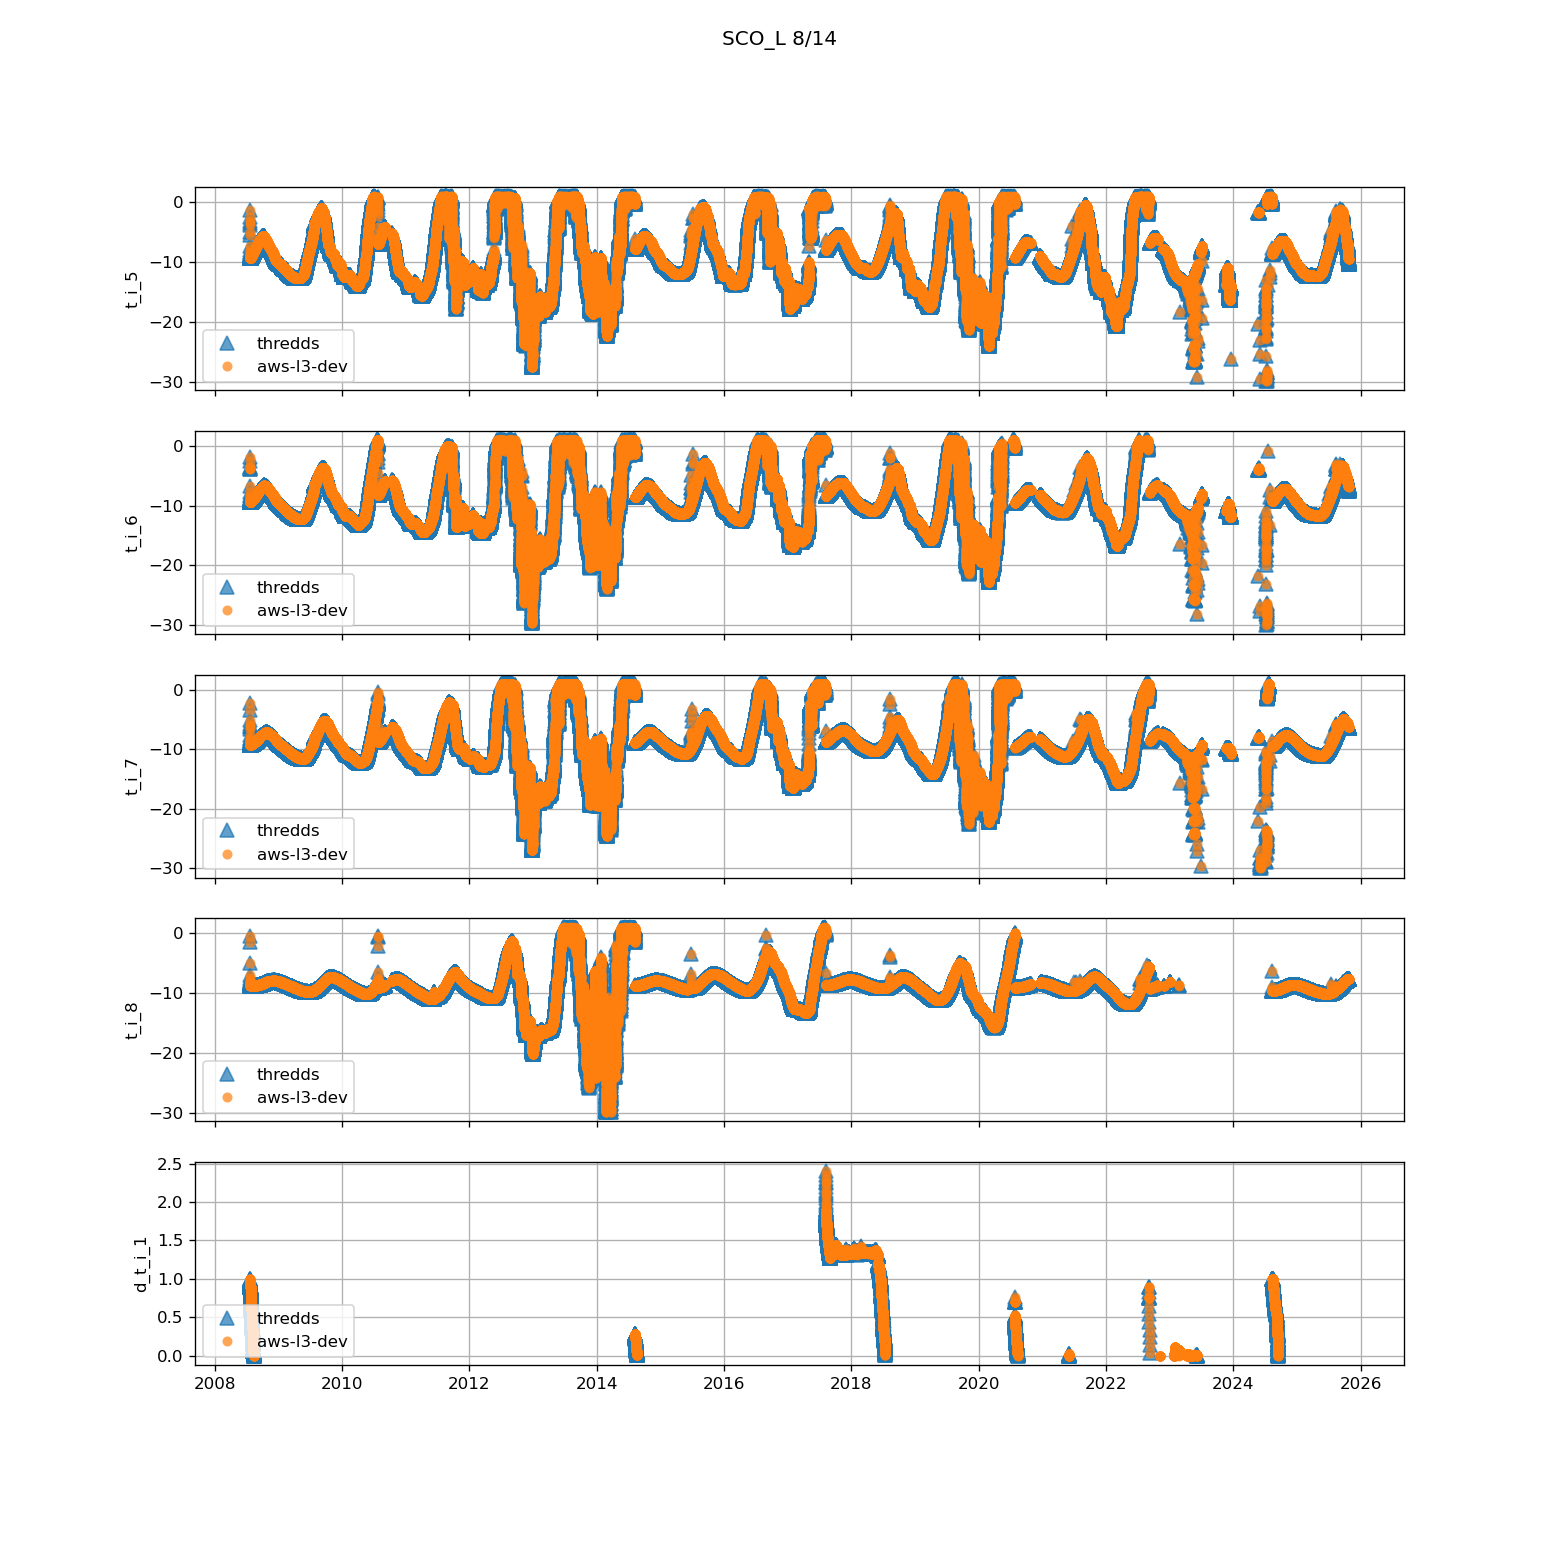 SCO_L 8/14
0
−10
−20
−30
t_i_5
thredds
aws-l3-dev
0
−10
−20
−30
t_i_6
thredds
aws-l3-dev
0
−10
−20
−30
t_i_7
thredds
aws-l3-dev
0
−10
−20
−30
t_i_8
thredds
aws-l3-dev
2.5
2.0
1.5
1.0
0.5
0.0
d_t_i_1
thredds
aws-l3-dev
2008 2010 2012 2014 2016 2018 2020 2022 2024 2026